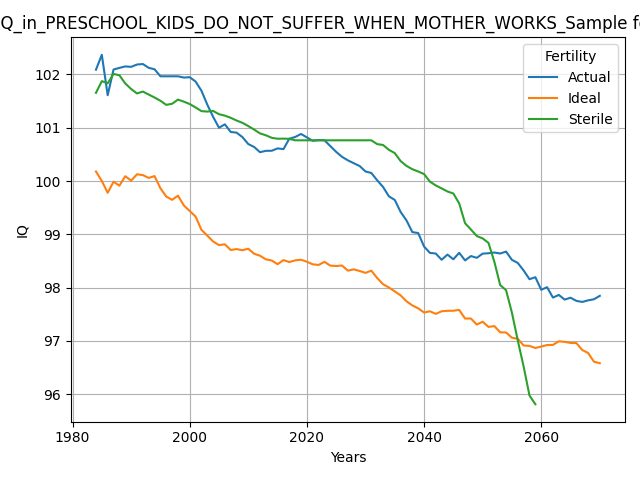 Q_in_PRESCHOOL_KIDS_DO_NOT_SUFFER_WHEN_MOTHER_WORKS_Sample fo
Fertility
Actual
Ideal
Sterile
102
101
100
99
98
97
96
IQ
1980
2000
2020
2040
2060
Years